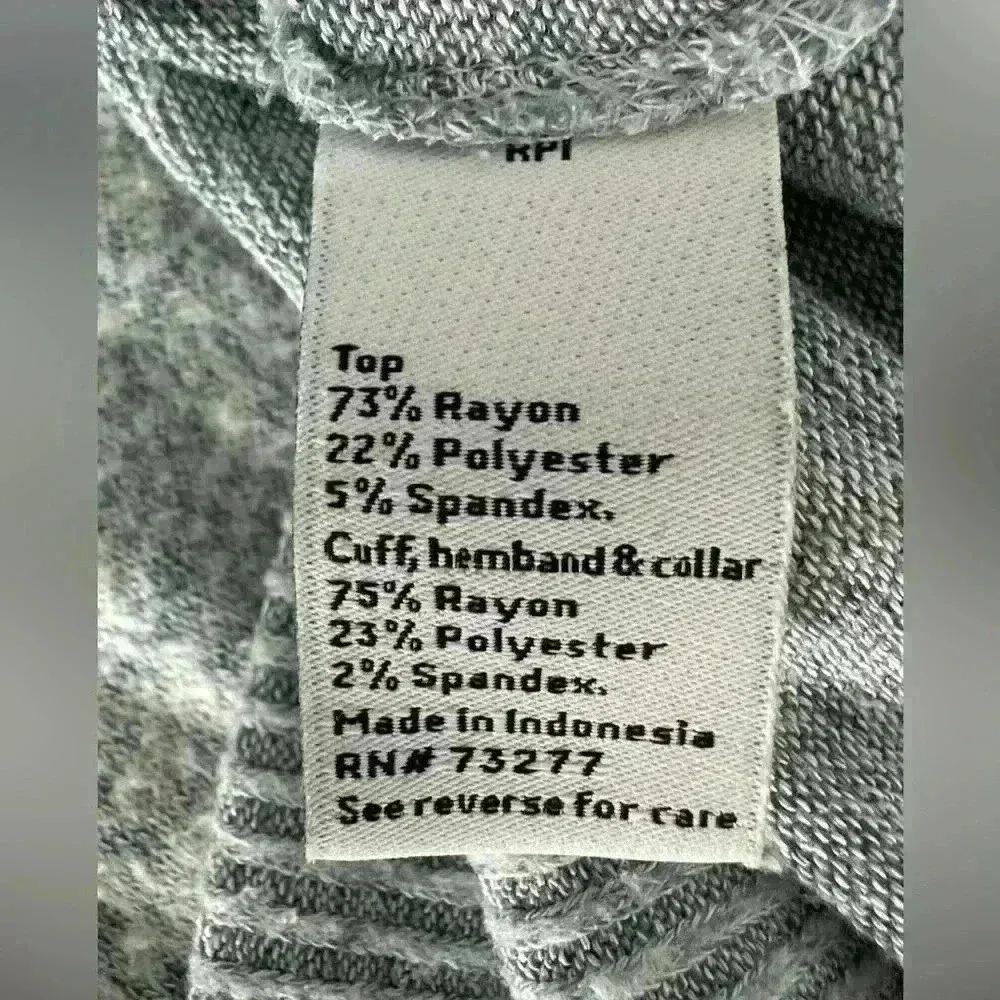 RPI
Top
73% Rayon
22% Polyester
5% Spandex.
Cuff, hemband & collar
75% Rayon
23% Polyester
2% Spandex.
Made in Indonesia
RN# 73277
See reverse for care